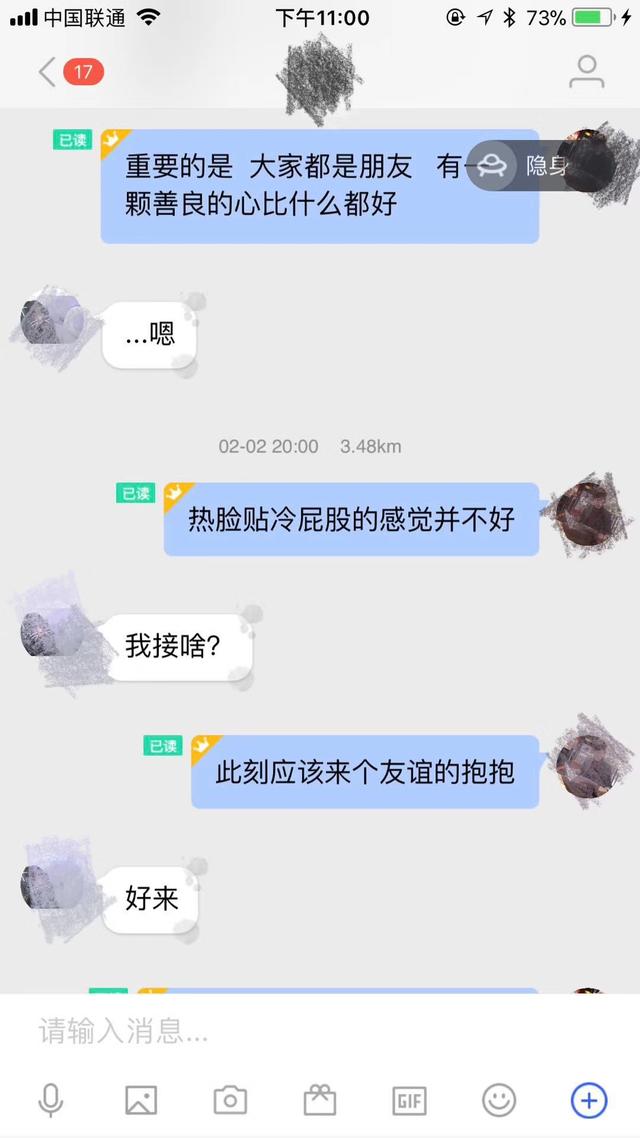 中国联通
下午11:00
73%
17
已读
重要的是 大家都是朋友 有一
颗善良的心比什么都好
隐身
...嗯
02-02 20:00 3.48km
已读
热脸贴冷屁股的感觉并不好
我接啥？
已读
此刻应该来个友谊的抱抱
好来
请输入消息...
GIF